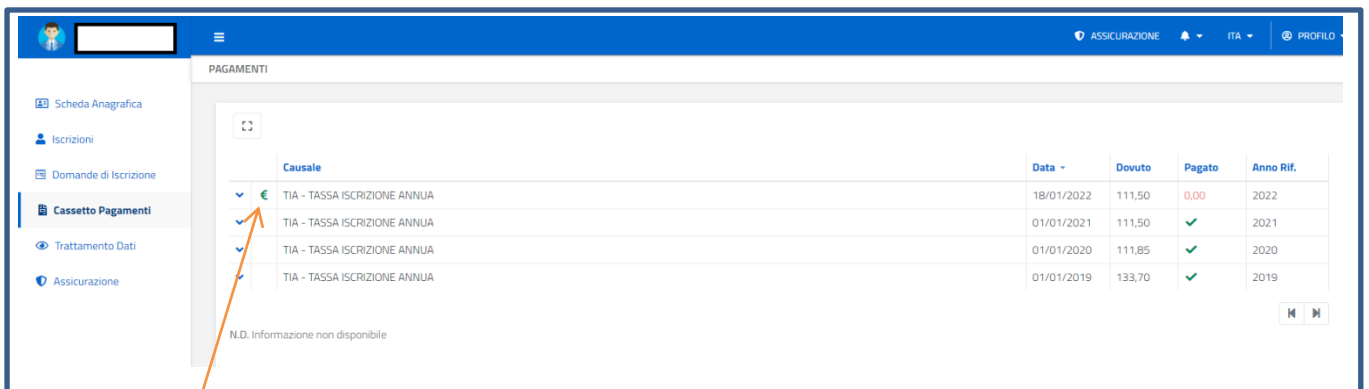 ASSICURAZIONE ITA PROFILO
PAGAMENTI
Scheda Anagrafica
Iscrizioni
Domande di Iscrizione
Cassetto Pagamenti
Trattamento Dati
Assicurazione
Causale Data Dovuto Pagato Anno Rif.
€ TIA - TASSA ISCRIZIONE ANNUA 18/01/2022 111,50 0,00 2022
TIA - TASSA ISCRIZIONE ANNUA 01/01/2021 111,50 2021
TIA - TASSA ISCRIZIONE ANNUA 01/01/2020 111,85 2020
TIA - TASSA ISCRIZIONE ANNUA 01/01/2019 133,70 2019
N.D. Informazione non disponibile